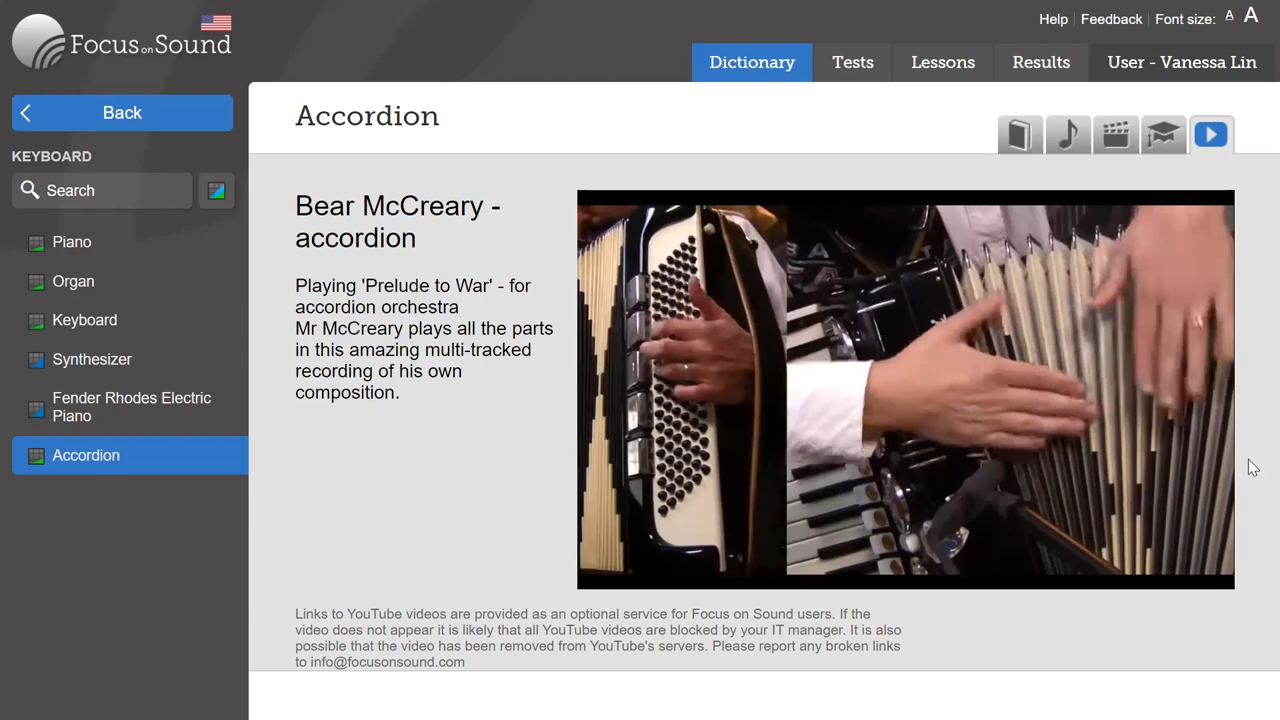 Focus on Sound
Help
Feedback
Font size: A A
Dictionary
Tests
Lessons
Results
User - Vanessa Lin
Back
KEYBOARD
Search
Piano
Organ
Keyboard
Synthesizer
Fender Rhodes Electric
Piano
Accordion
Accordion
Bear McCreary -
accordion
Playing 'Prelude to War' - for
accordion orchestra
Mr McCreary plays all the parts
in this amazing multi-tracked
recording of his own
composition.
Links to YouTube videos are provided as an optional service for Focus on Sound users. If the
video does not appear it is likely that all YouTube videos are blocked by your IT manager. It is also
possible that the video has been removed from YouTube's servers. Please report any broken links
to info@focusonsound.com